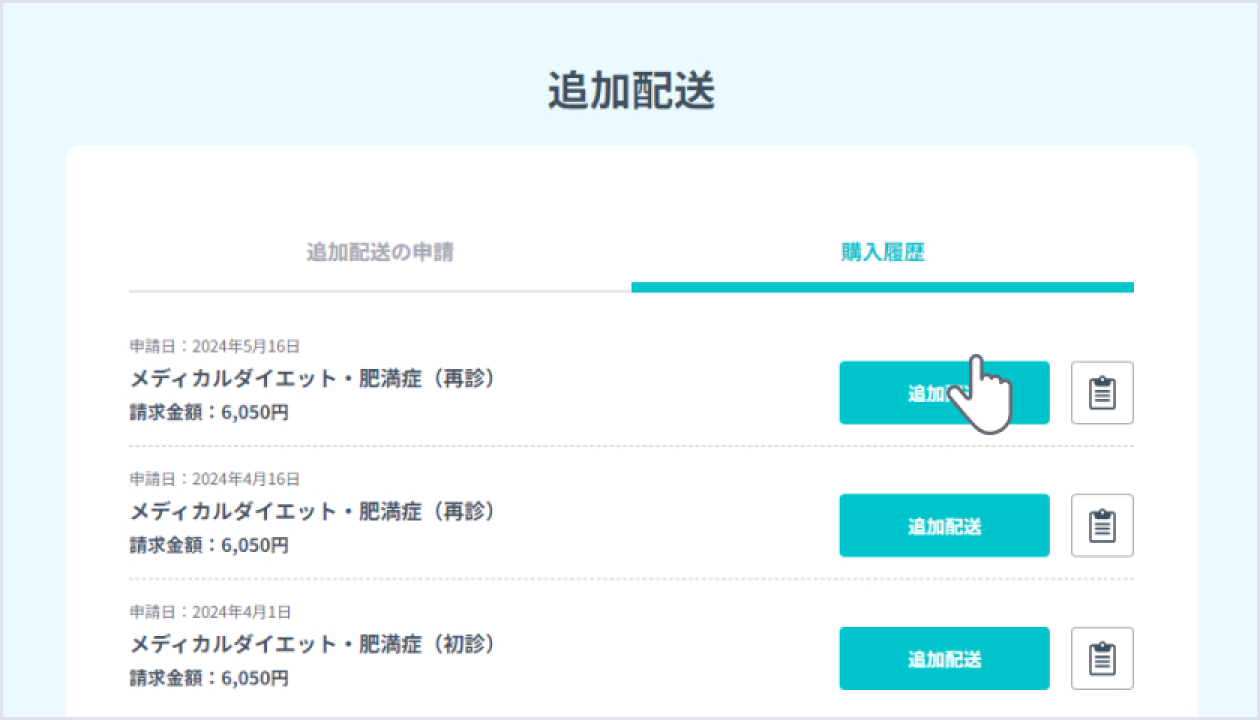 追加配送
追加配送の申請
購入履歴
申請日：2024年5月16日
メディカルダイエット・肥満症（再診）
請求金額：6,050円
追加配
申請日：2024年4月16日
メディカルダイエット・肥満症（再診）
請求金額：6,050円
追加配送
申請日：2024年4月1日
メディカルダイエット・肥満症（初診）
請求金額：6,050円
追加配送